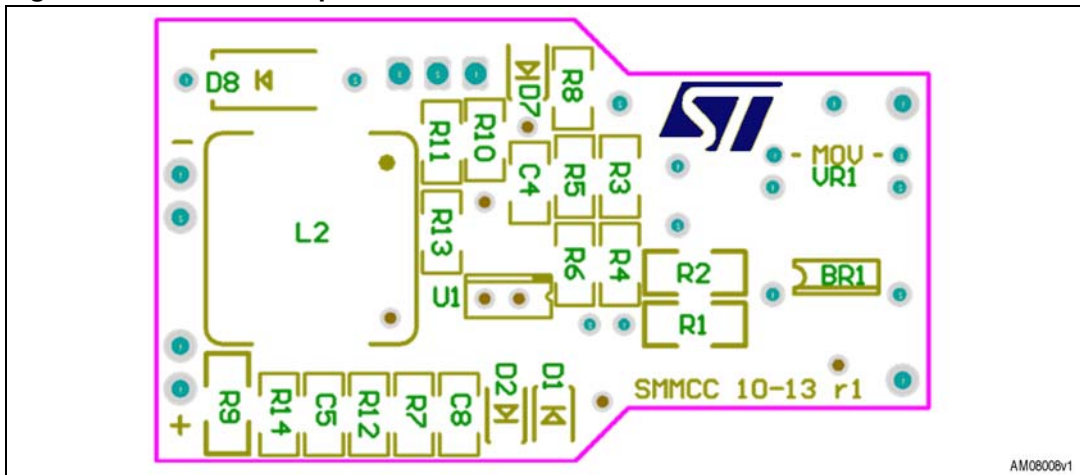 D8
D7
R8
ST
R11
R10
C4
R5
R3
- MOV -
VR1
-
L2
R13
R6
R4
R2
BR1
U1
R1
R9
R14
C5
R12
R7
C8
D2
D1
SMMCC 10-13 r1
+
AM08008v1